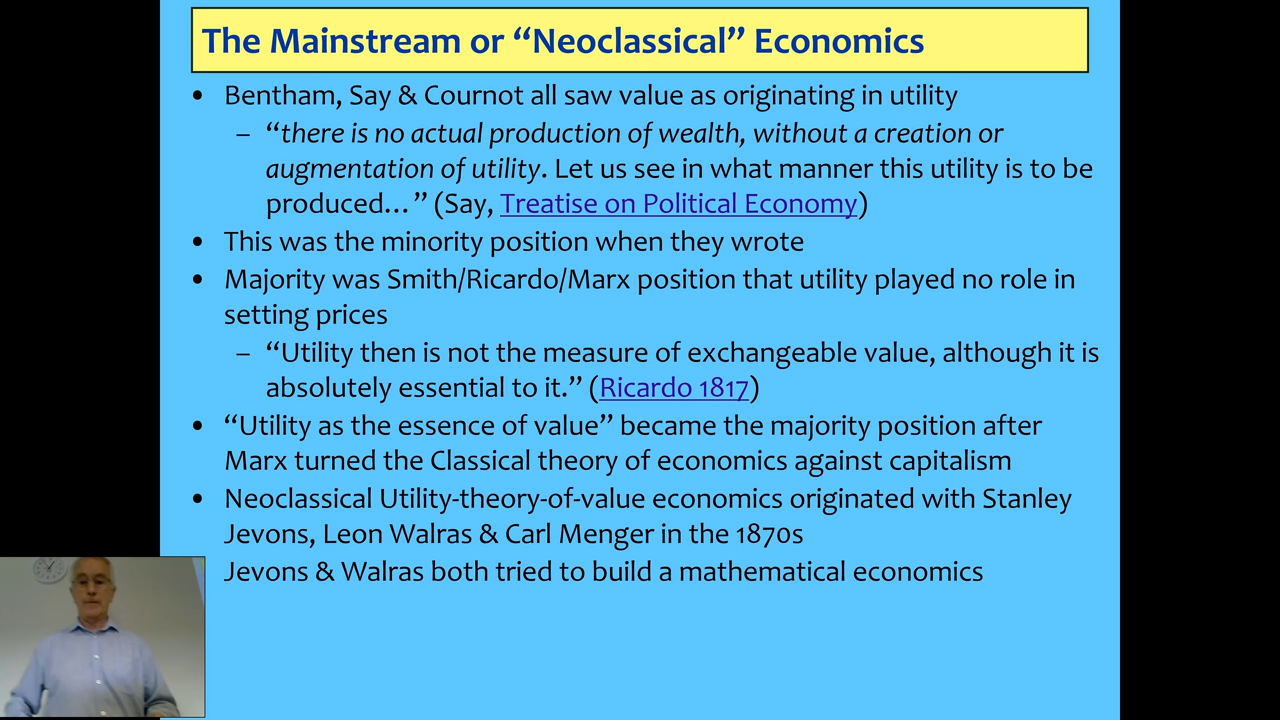 The Mainstream or “Neoclassical” Economics
• Bentham, Say & Cournot all saw value as originating in utility
– “there is no actual production of wealth, without a creation or
augmentation of utility. Let us see in what manner this utility is to be
produced…” (Say, Treatise on Political Economy)
• This was the minority position when they wrote
• Majority was Smith/Ricardo/Marx position that utility played no role in
setting prices
– “Utility then is not the measure of exchangeable value, although it is
absolutely essential to it.” (Ricardo 1817)
• “Utility as the essence of value” became the majority position after
Marx turned the Classical theory of economics against capitalism
• Neoclassical Utility-theory-of-value economics originated with Stanley
Jevons, Leon Walras & Carl Menger in the 1870s
Jevons & Walras both tried to build a mathematical economics